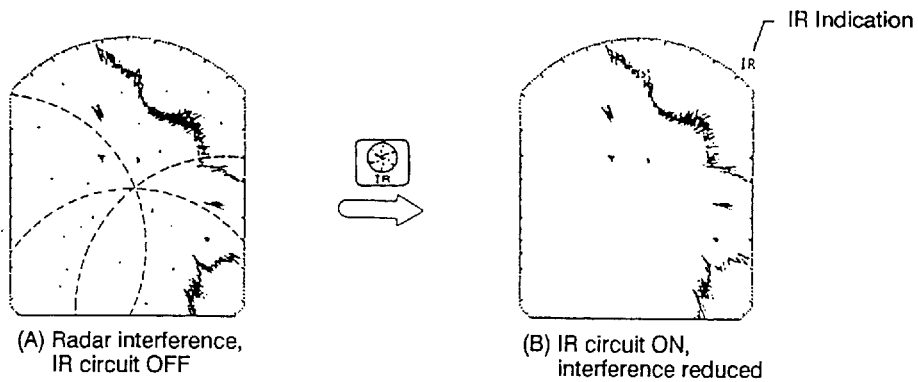 IR Indication
IR
IR
(A) Radar interference,
IR circuit OFF
(B) IR circuit ON,
interference reduced